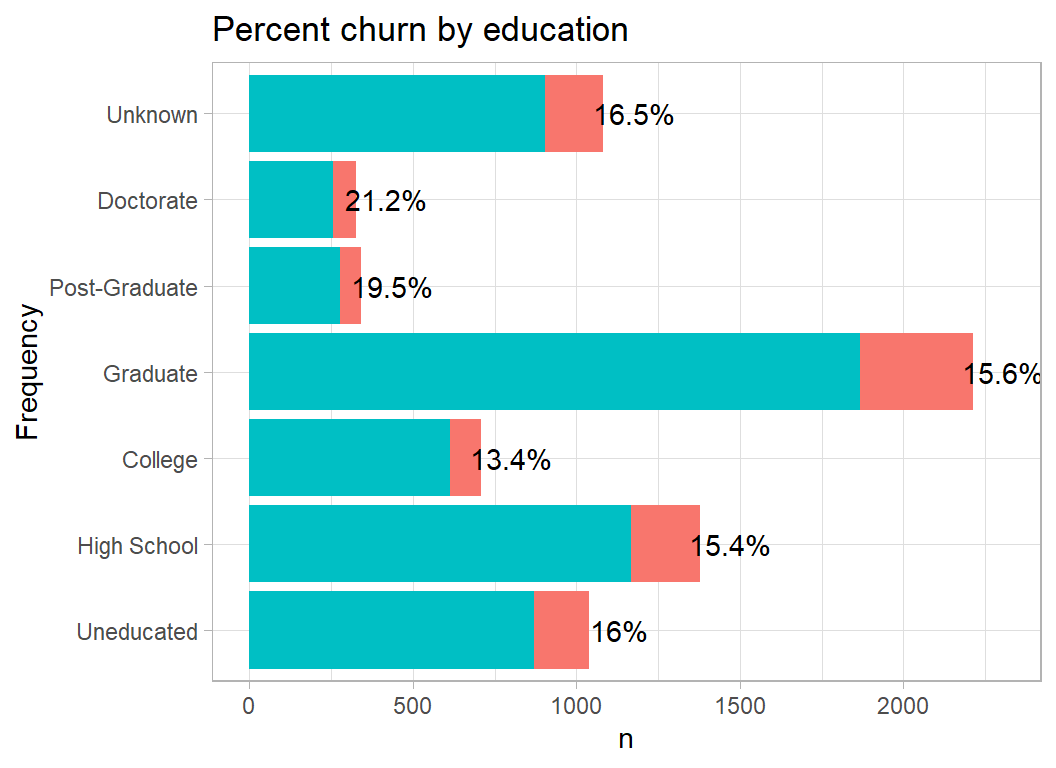 Percent churn by education
Unknown
16.5%
Doctorate
21.2%
Post-Graduate
19.5%
Graduate
15.6%
College
13.4%
High School
15.4%
Uneducated
16%
Frequency
0 500 1000 1500 2000
n